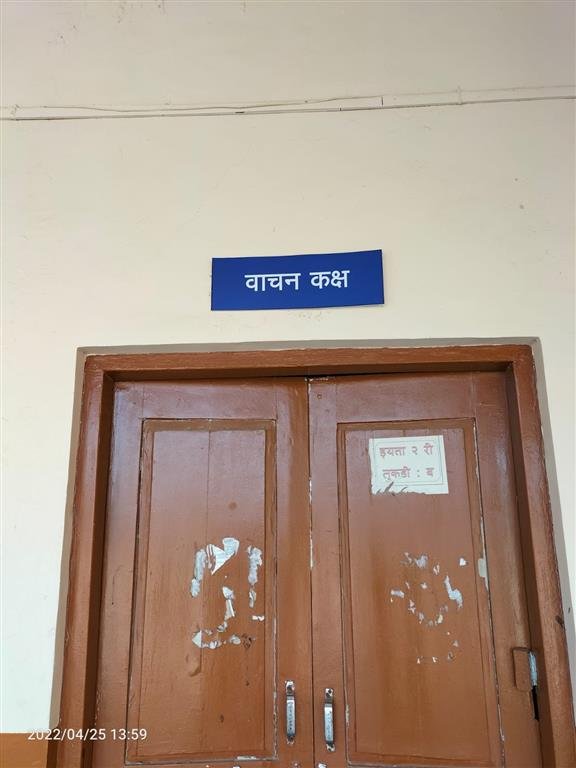 वाचन कक्ष
इयत्ता २ री
तुकडी : ब
2022/04/25 13:59